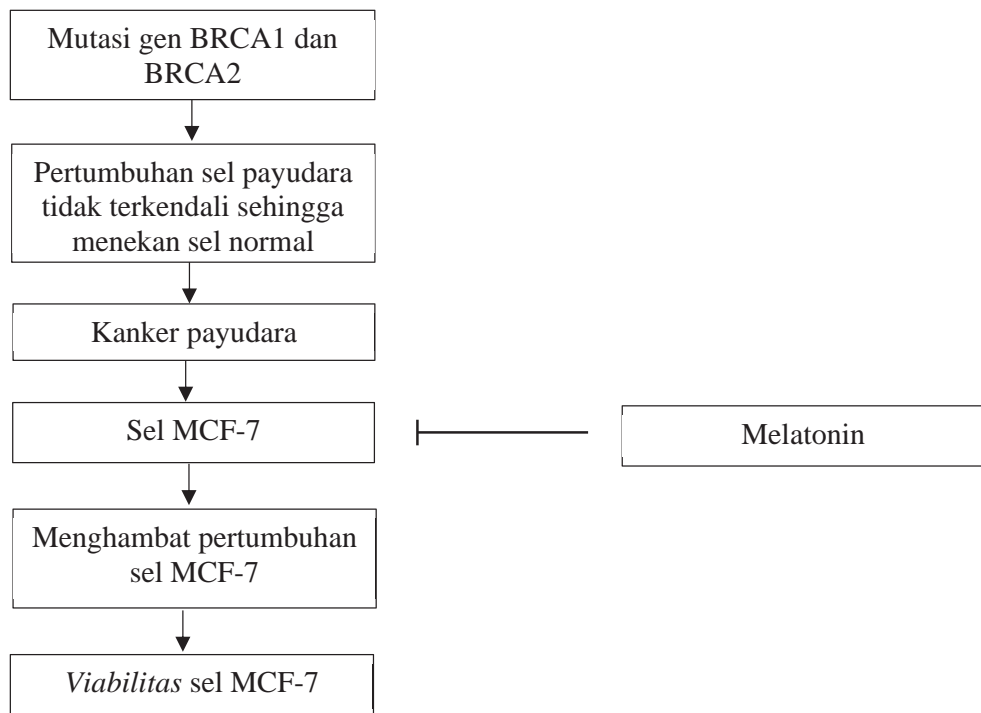 Mutasi gen BRCA1 dan
BRCA2
Pertumbuhan sel payudara
tidak terkendali sehingga
menekan sel normal
Kanker payudara
Sel MCF-7
Melatonin
Menghambat pertumbuhan
sel MCF-7
Viabilitas sel MCF-7